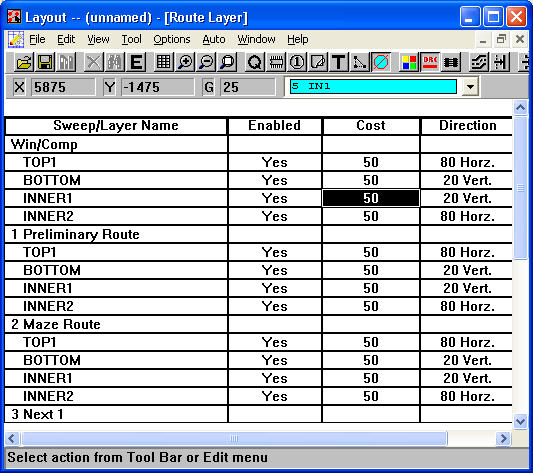 Layout -- (unnamed) - [Route Layer]
File Edit View Tool Options Auto Window Help
E Q T DRC
X 5875 Y -1475 G 25 5 IN1
Sweep/Layer Name Enabled Cost Direction
Win/Comp
TOP1 Yes 50 80 Horz.
BOTTOM Yes 50 20 Vert.
INNER1 Yes 50 20 Vert.
INNER2 Yes 50 80 Horz.
1 Preliminary Route
TOP1 Yes 50 80 Horz.
BOTTOM Yes 50 20 Vert.
INNER1 Yes 50 20 Vert.
INNER2 Yes 50 80 Horz.
2 Maze Route
TOP1 Yes 50 80 Horz.
BOTTOM Yes 50 20 Vert.
INNER1 Yes 50 20 Vert.
INNER2 Yes 50 80 Horz.
3 Next 1
Select action from Tool Bar or Edit menu